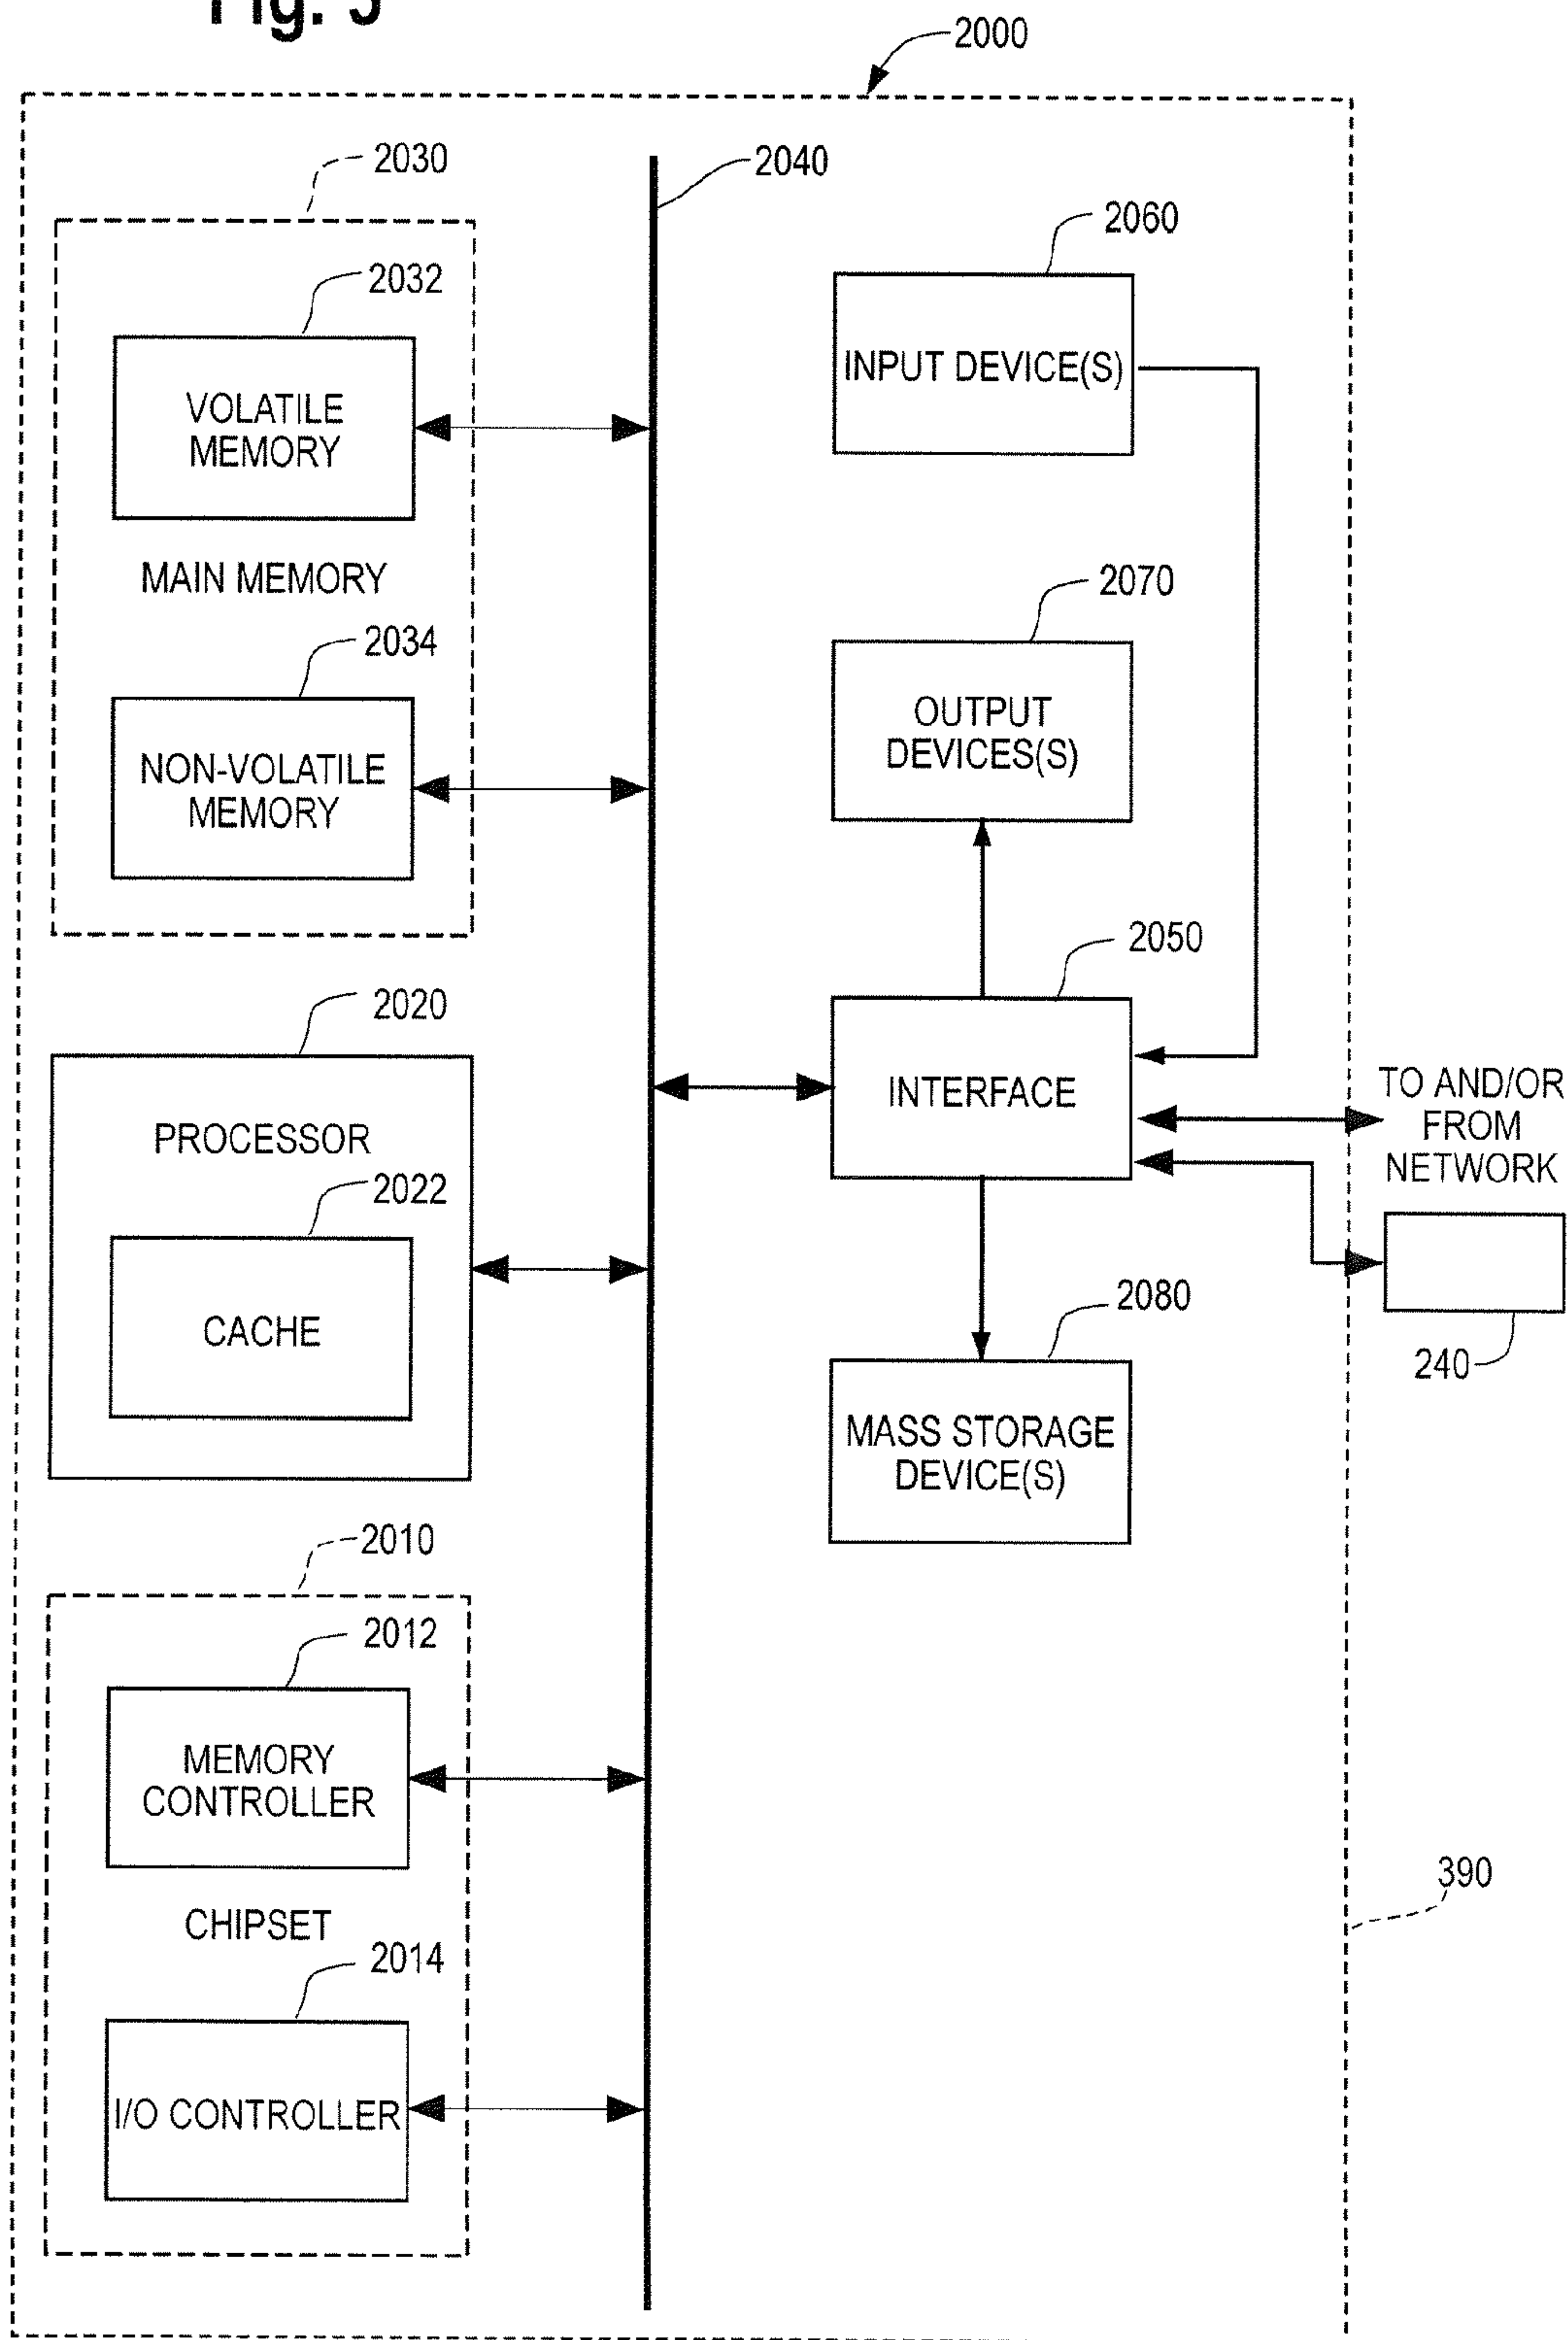 Fig. 5
2000
2030
2040
2060
2032
INPUT DEVICE(S)
VOLATILE
MEMORY
MAIN MEMORY
2070
2034
OUTPUT
DEVICES(S)
NON-VOLATILE
MEMORY
2050
2020
INTERFACE
TO AND/OR
FROM
NETWORK
PROCESSOR
2022
CACHE
2080
240
MASS STORAGE
DEVICE(S)
2010
2012
MEMORY
CONTROLLER
390
CHIPSET
2014
I/O CONTROLLER